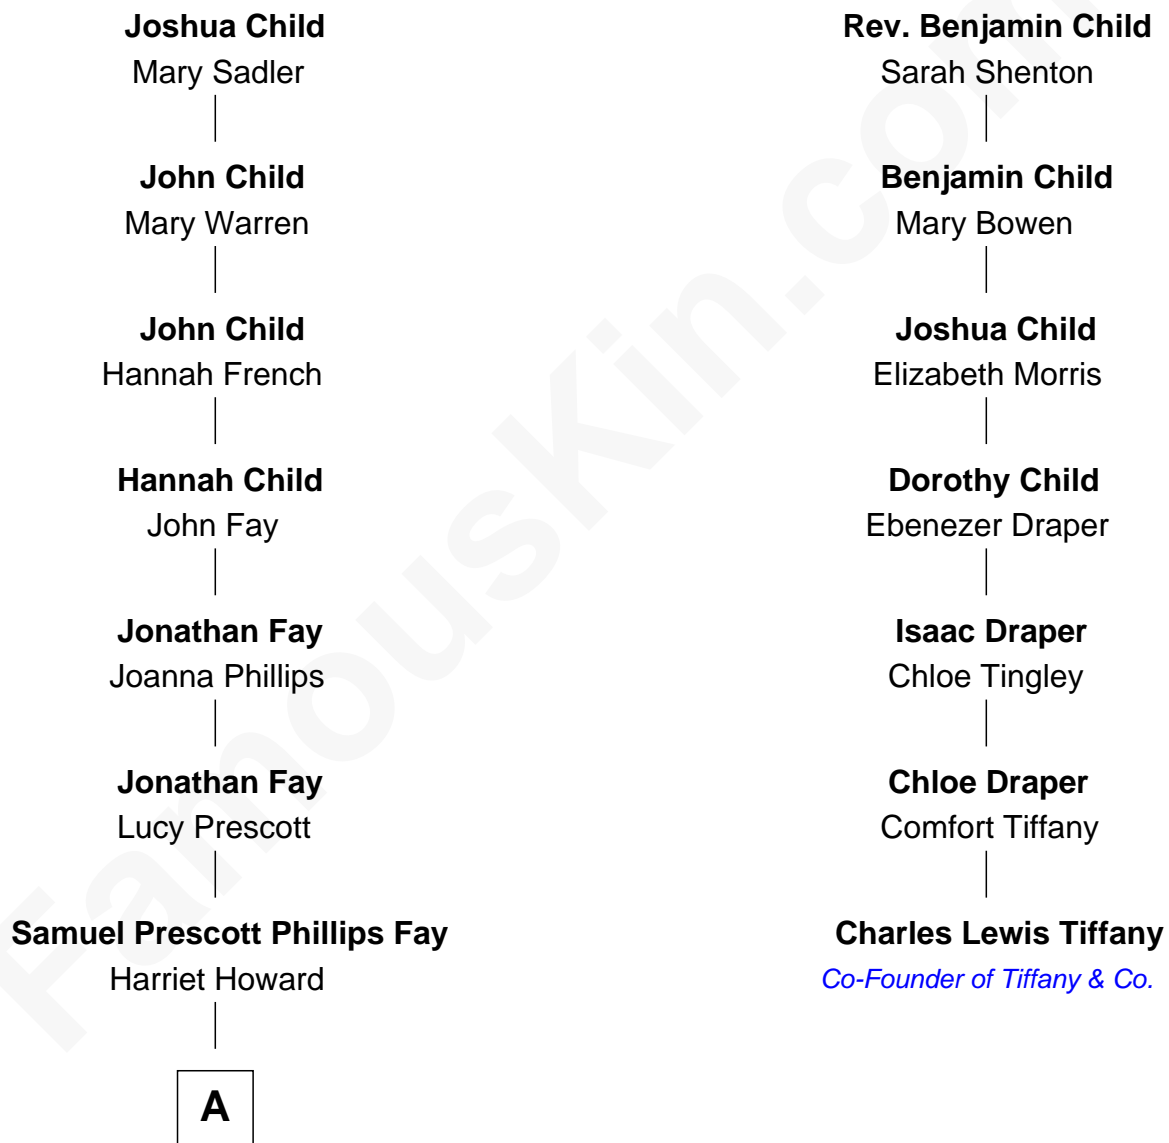 Joshua Child
Mary Sadler
John Child
Mary Warren
John Child
Hannah French
Hannah Child
John Fay
Jonathan Fay
Joanna Phillips
Jonathan Fay
Lucy Prescott
Samuel Prescott Phillips Fay
Harriet Howard
A
Rev. Benjamin Child
Sarah Shenton
Benjamin Child
Mary Bowen
Joshua Child
Elizabeth Morris
Dorothy Child
Ebenezer Draper
Isaac Draper
Chloe Tingley
Chloe Draper
Comfort Tiffany
Charles Lewis Tiffany
Co-Founder of Tiffany & Co.
FamousKin.com